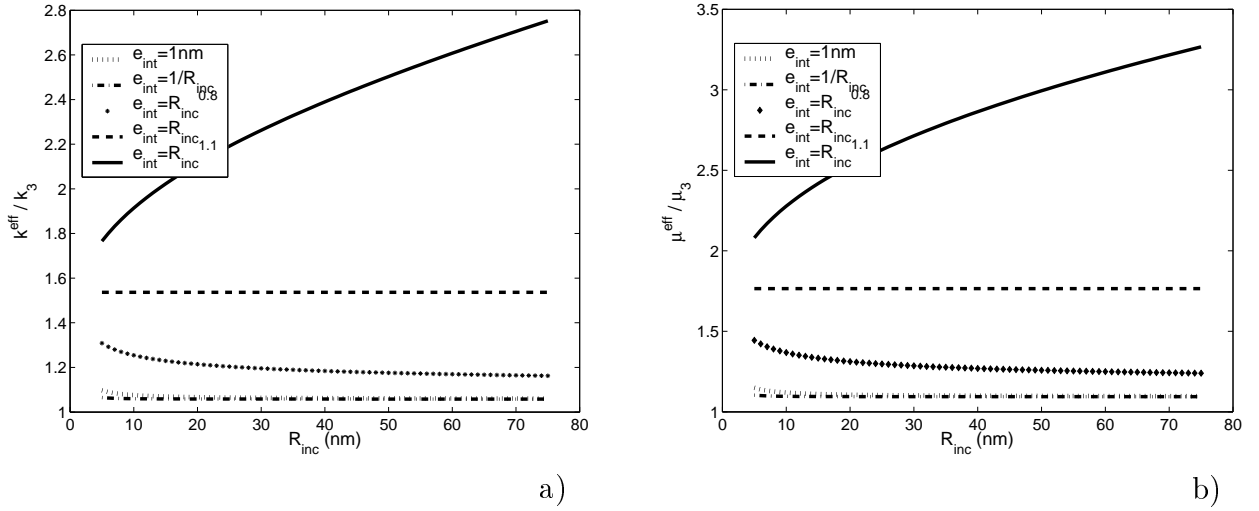 2.8
2.6
2.4
2.2
2
1.8
1.6
1.4
1.2
1
0 10 20 30 40 50 60 70 80
k^eff / k_3
R_inc (nm)
e_int=1nm
e_int=1/R_inc
e_int=R_inc^0.8
e_int=R_inc
e_int=R_inc^1.1
a)
3.5
3
2.5
2
1.5
1
0 10 20 30 40 50 60 70 80
μ^eff / μ_3
R_inc (nm)
e_int=1nm
e_int=1/R_inc
e_int=R_inc^0.8
e_int=R_inc
e_int=R_inc^1.1
b)